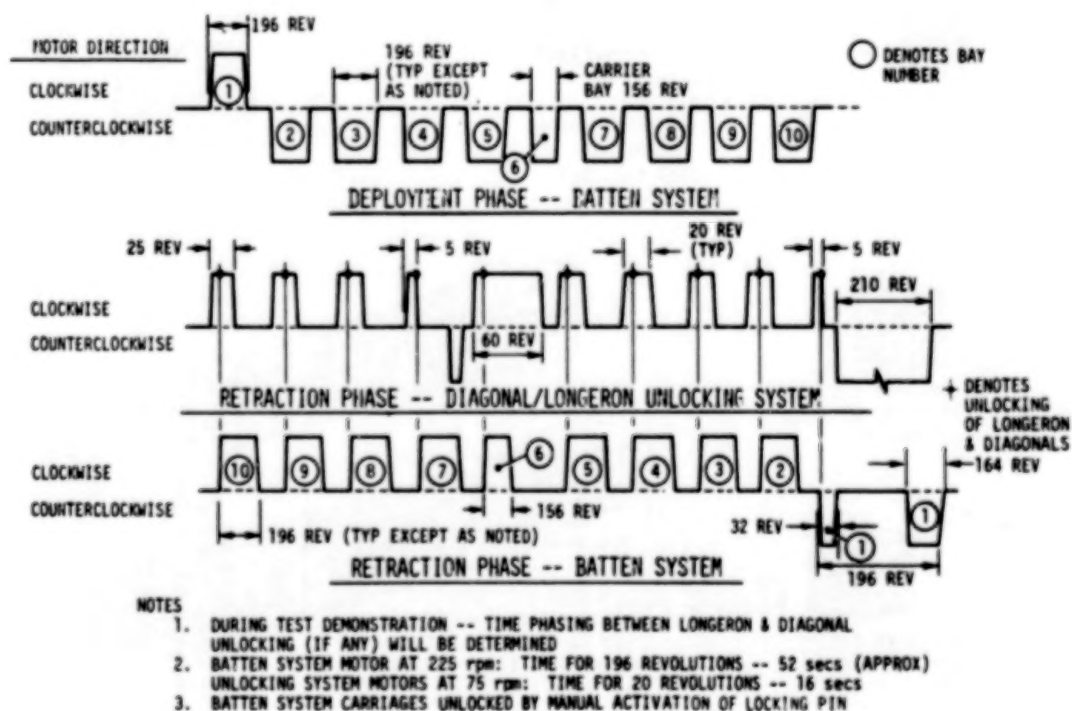 196 REV
MOTOR DIRECTION
196 REV
(TYP EXCEPT
AS NOTED)
CARRIER
BAY 156 REV
DENOTES BAY
NUMBER
CLOCKWISE
COUNTERCLOCKWISE
1
2
3
4
5
6
7
8
9
10
DEPLOYMENT PHASE -- BATTEN SYSTEM
25 REV
5 REV
20 REV
(TYP)
5 REV
210 REV
CLOCKWISE
COUNTERCLOCKWISE
60 REV
RETRACTION PHASE -- DIAGONAL/LONGERON UNLOCKING SYSTEM
DENOTES
UNLOCKING
OF LONGERON
& DIAGONALS
CLOCKWISE
COUNTERCLOCKWISE
10
9
8
7
6
5
4
3
2
1
1
164 REV
156 REV
32 REV
196 REV (TYP EXCEPT AS NOTED)
196 REV
RETRACTION PHASE -- BATTEN SYSTEM
NOTES
1. DURING TEST DEMONSTRATION -- TIME PHASING BETWEEN LONGERON & DIAGONAL
UNLOCKING (IF ANY) WILL BE DETERMINED
2. BATTEN SYSTEM MOTOR AT 225 rpm: TIME FOR 196 REVOLUTIONS -- 52 secs (APPROX)
UNLOCKING SYSTEM MOTORS AT 75 rpm: TIME FOR 20 REVOLUTIONS -- 16 secs
3. BATTEN SYSTEM CARRIAGES UNLOCKED BY MANUAL ACTIVATION OF LOCKING PIN